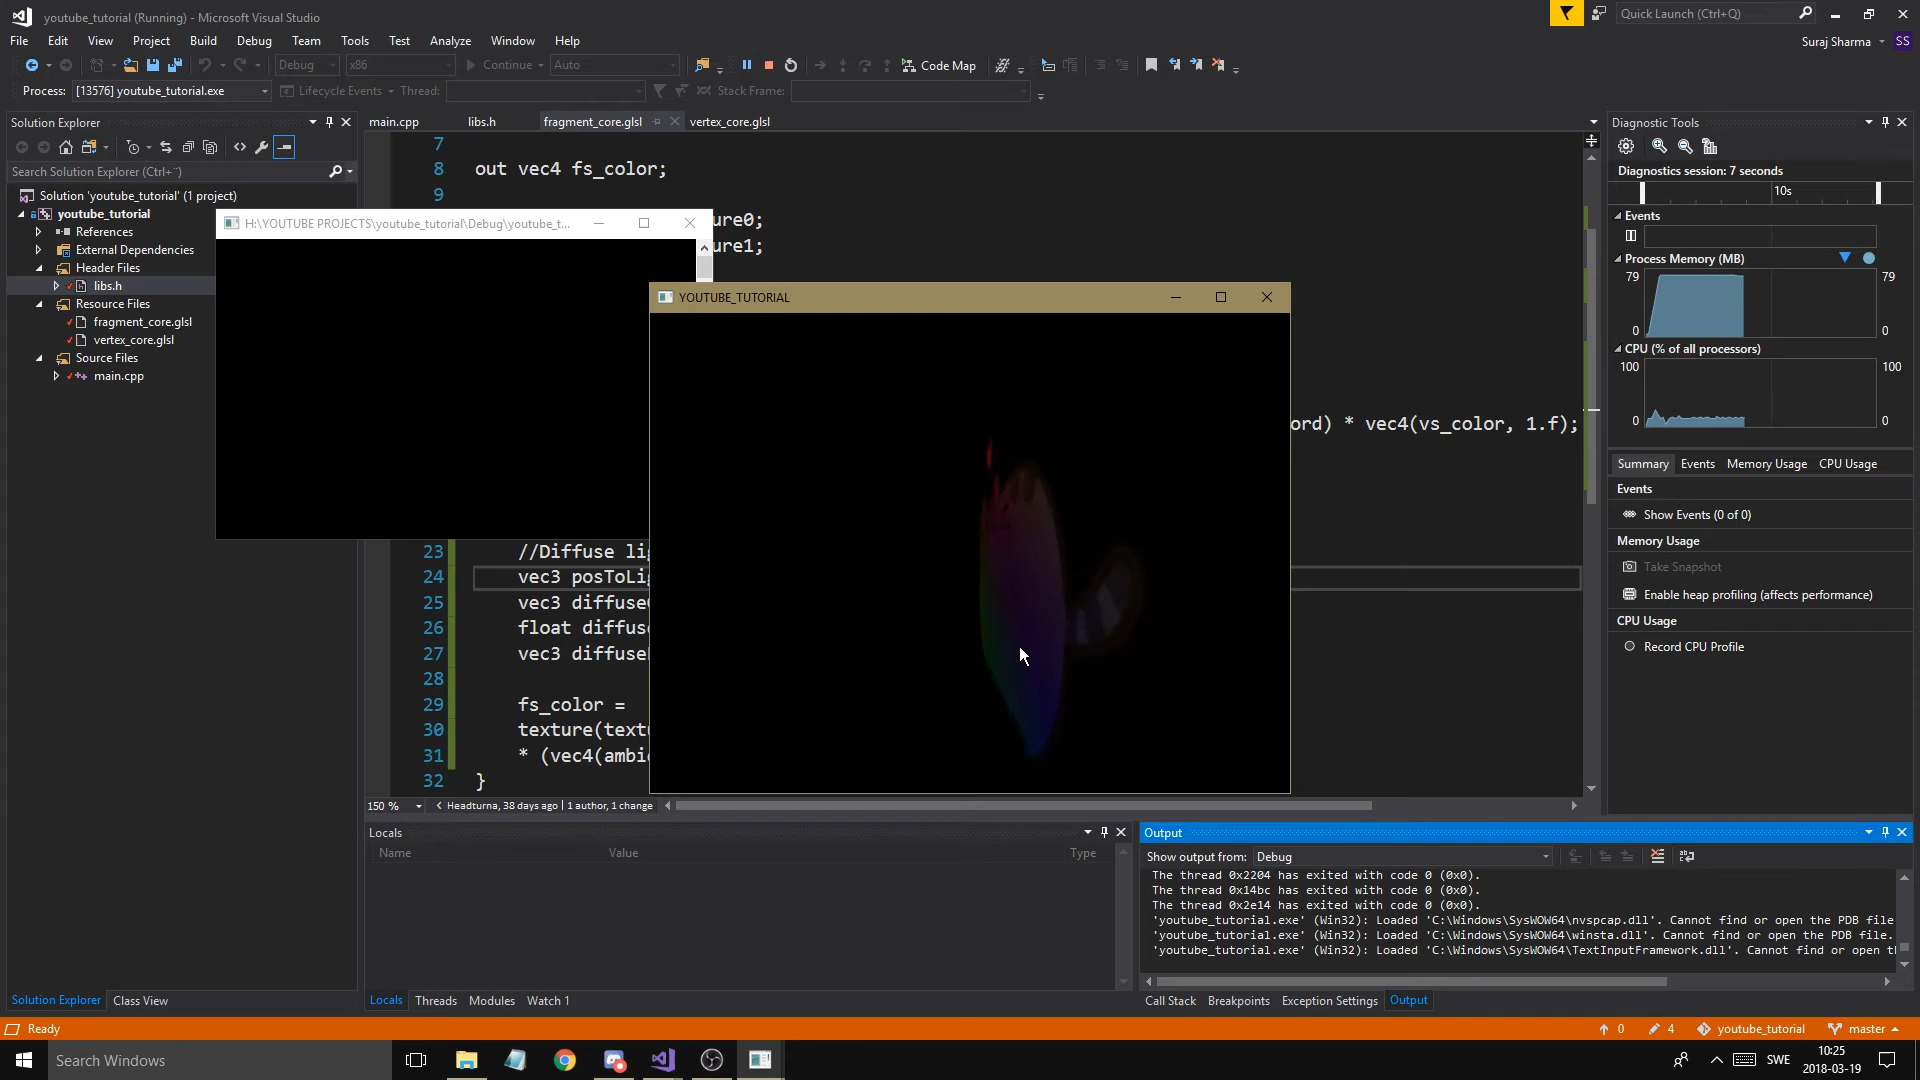 youtube_tutorial (Running) - Microsoft Visual Studio
Quick Launch (Ctrl+Q)
File Edit View Project Build Debug Team Tools Test Analyze Window Help
Suraj Sharma SS
Debug x86 Continue Auto Code Map
Process: [13576] youtube_tutorial.exe Lifecycle Events Thread: Stack Frame:
Solution Explorer
Search Solution Explorer (Ctrl+¨)
Solution 'youtube_tutorial' (1 project)
youtube_tutorial
References
External Dependencies
Header Files
libs.h
Resource Files
fragment_core.glsl
vertex_core.glsl
Source Files
main.cpp
Solution Explorer Class View
main.cpp libs.h fragment_core.glsl vertex_core.glsl
7
8 out vec4 fs_color;
9
ure0;
ure1;
H:\YOUTUBE PROJECTS\youtube_tutorial\Debug\youtube_t...
YOUTUBE_TUTORIAL
ord) * vec4(vs_color, 1.f);
23 //Diffuse li
24 vec3 posToLi
25 vec3 diffuse
26 float diffus
27 vec3 diffuse
28
29 fs_color =
30 texture(text
31 * (vec4(ambi
32 }
150 % Headturna, 38 days ago | 1 author, 1 change
Locals
Name Value Type
Locals Threads Modules Watch 1
Diagnostic Tools
Diagnostics session: 7 seconds
10s
Events
Process Memory (MB)
79 79
0 0
CPU (% of all processors)
100 100
0 0
Summary Events Memory Usage CPU Usage
Events
Show Events (0 of 0)
Memory Usage
Take Snapshot
Enable heap profiling (affects performance)
CPU Usage
Record CPU Profile
Output
Show output from: Debug
The thread 0x2204 has exited with code 0 (0x0).
The thread 0x14bc has exited with code 0 (0x0).
The thread 0x2e14 has exited with code 0 (0x0).
'youtube_tutorial.exe' (Win32): Loaded 'C:\Windows\SysWOW64\nvspcap.dll'. Cannot find or open the PDB file
'youtube_tutorial.exe' (Win32): Loaded 'C:\Windows\SysWOW64\winsta.dll'. Cannot find or open the PDB file.
'youtube_tutorial.exe' (Win32): Loaded 'C:\Windows\SysWOW64\TextInputFramework.dll'. Cannot find or open t
Call Stack Breakpoints Exception Settings Output
Ready
0 4 youtube_tutorial master
Search Windows
SWE
10:25
2018-03-19